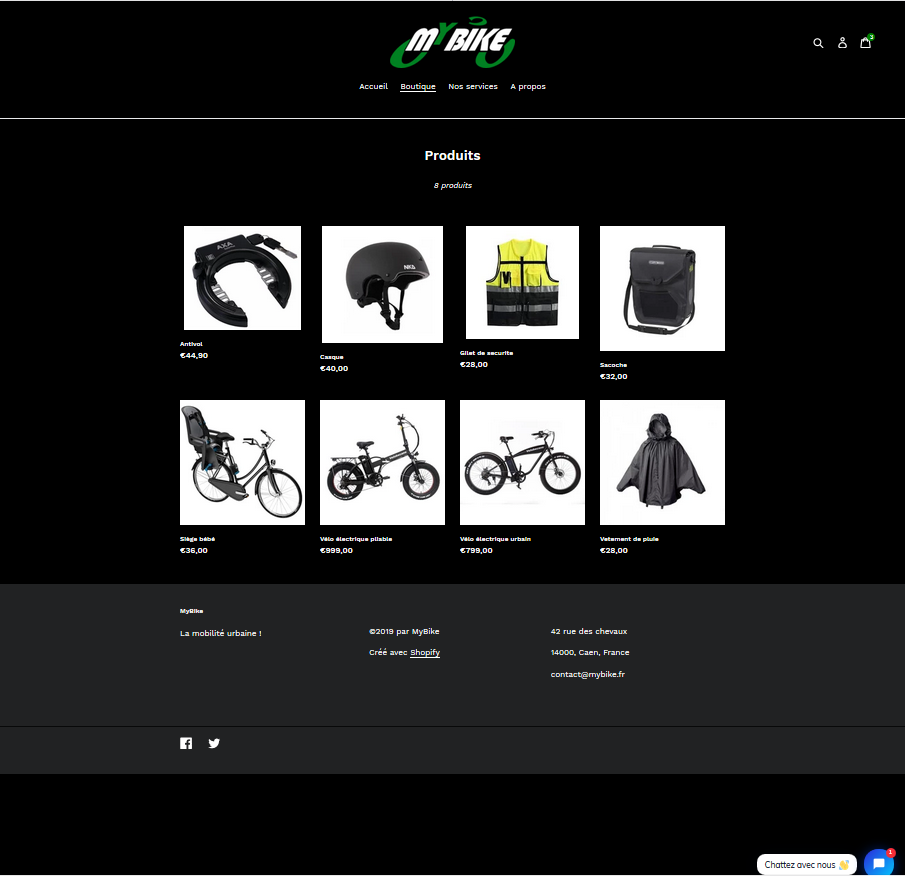 MYBIKE
3
Accueil Boutique Nos services A propos
Produits
8 produits
AXA
NKX
Antivol
€44,90
Casque
€40,00
Gilet de securite
€28,00
Sacoche
€32,00
Siège bébé
€36,00
Vélo électrique pliable
€999,00
Vélo électrique urbain
€799,00
Vetement de pluie
€28,00
MyBike
La mobilité urbaine !
©2019 par MyBike
Créé avec Shopify
42 rue des chevaux
14000, Caen, France
contact@mybike.fr
Chattez avec nous 👋
1